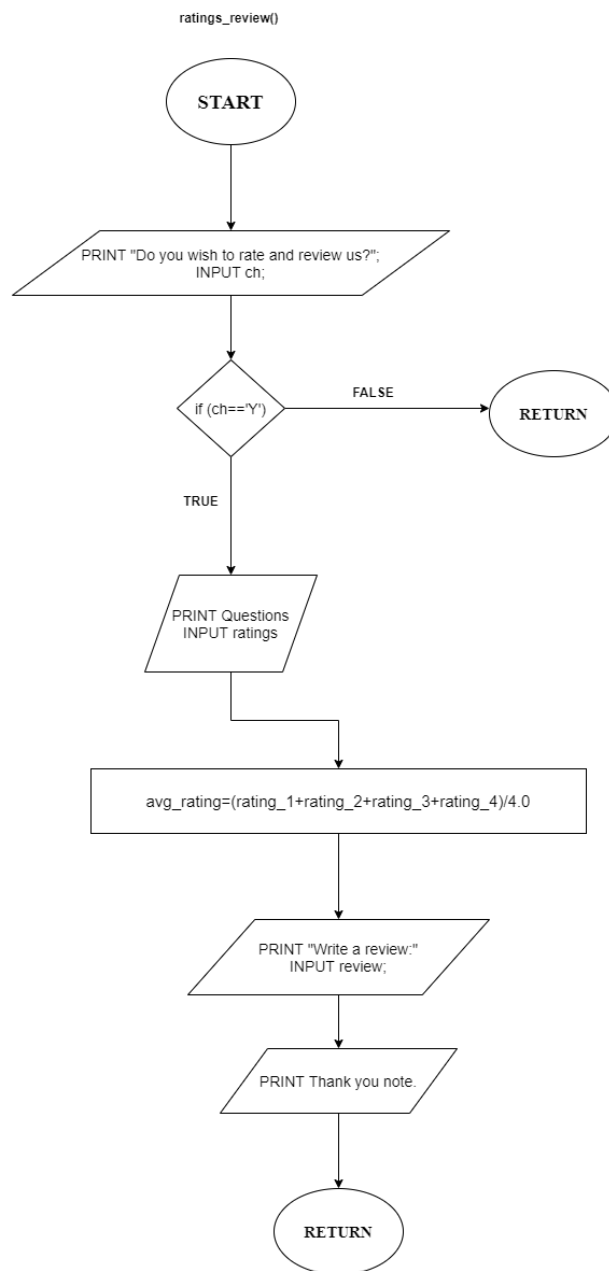 ratings_review()
START
PRINT "Do you wish to rate and review us?";
INPUT ch;
if (ch=='Y')
FALSE
RETURN
TRUE
PRINT Questions
INPUT ratings
avg_rating=(rating_1+rating_2+rating_3+rating_4)/4.0
PRINT "Write a review:"
INPUT review;
PRINT Thank you note.
RETURN